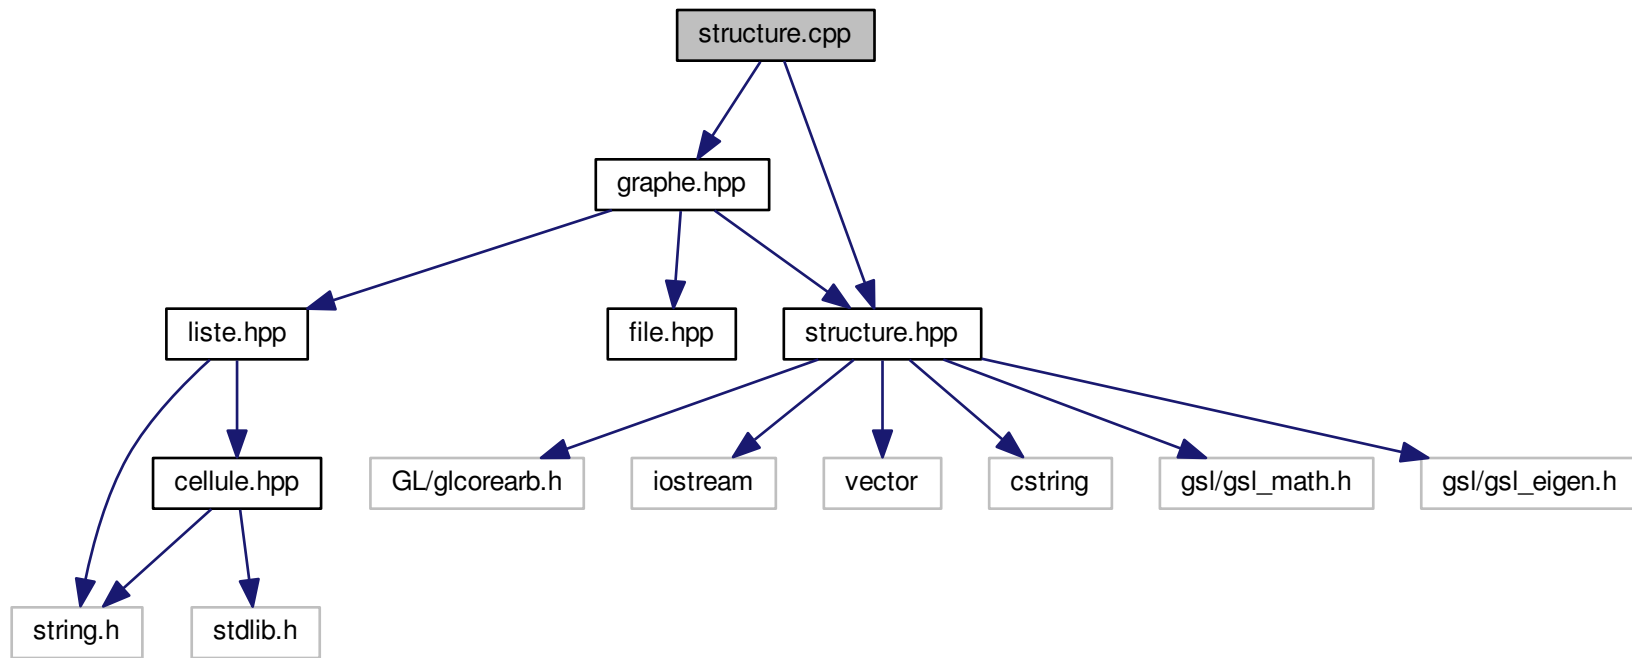 structure.cpp
graphe.hpp
liste.hpp
file.hpp
structure.hpp
cellule.hpp
GL/glcorearb.h
iostream
vector
cstring
gsl/gsl_math.h
gsl/gsl_eigen.h
string.h
stdlib.h